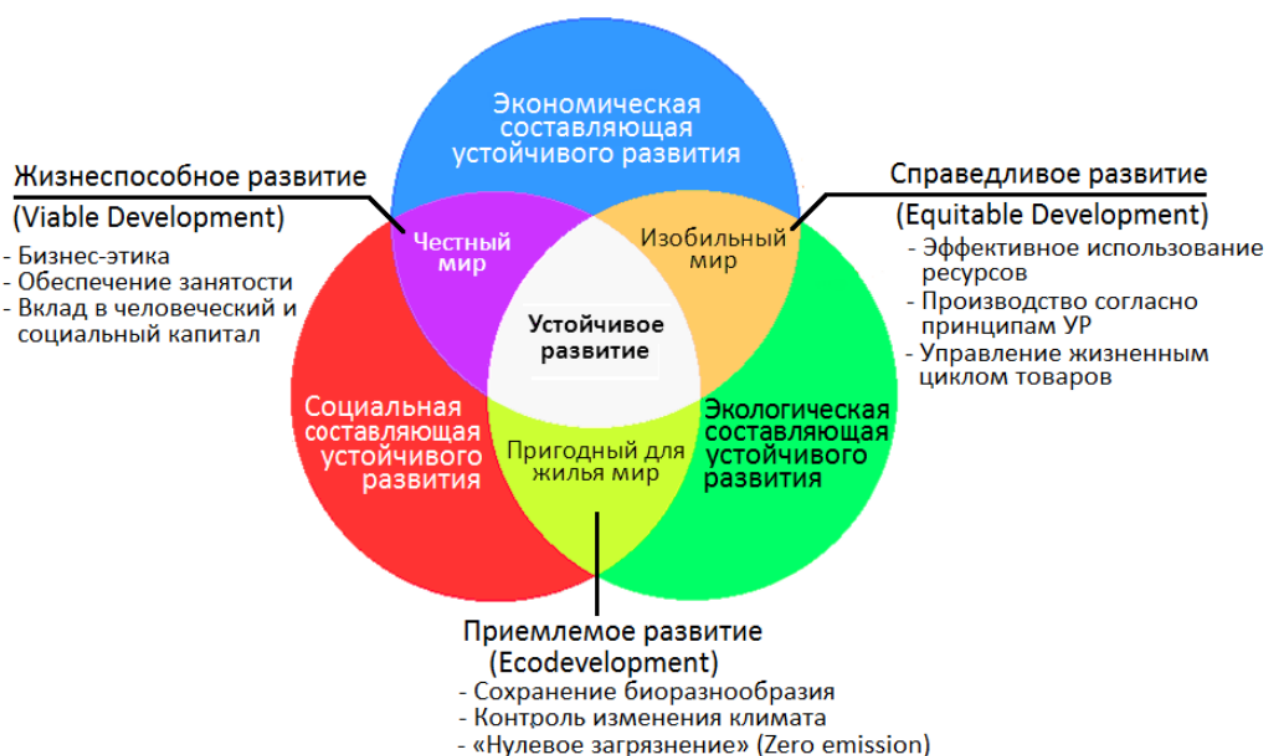 Экономическая
составляющая
устойчивого развития
Жизнеспособное развитие
(Viable Development)
- Бизнес-этика
- Обеспечение занятости
- Вклад в человеческий и
социальный капитал
Справедливое развитие
(Equitable Development)
- Эффективное использование
ресурсов
- Производство согласно
принципам УР
- Управление жизненным
циклом товаров
Честный
мир
Изобильный
мир
Устойчивое
развитие
Социальная
составляющая
устойчивого
развития
Экологическая
составляющая
устойчивого
развития
Пригодный для
жилья мир
Приемлемое развитие
(Ecodevelopment)
- Сохранение биоразнообразия
- Контроль изменения климата
- «Нулевое загрязнение» (Zero emission)